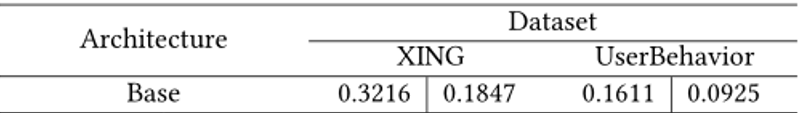 Architecture Dataset
XING UserBehavior
Base 0.3216 0.1847 0.1611 0.0925